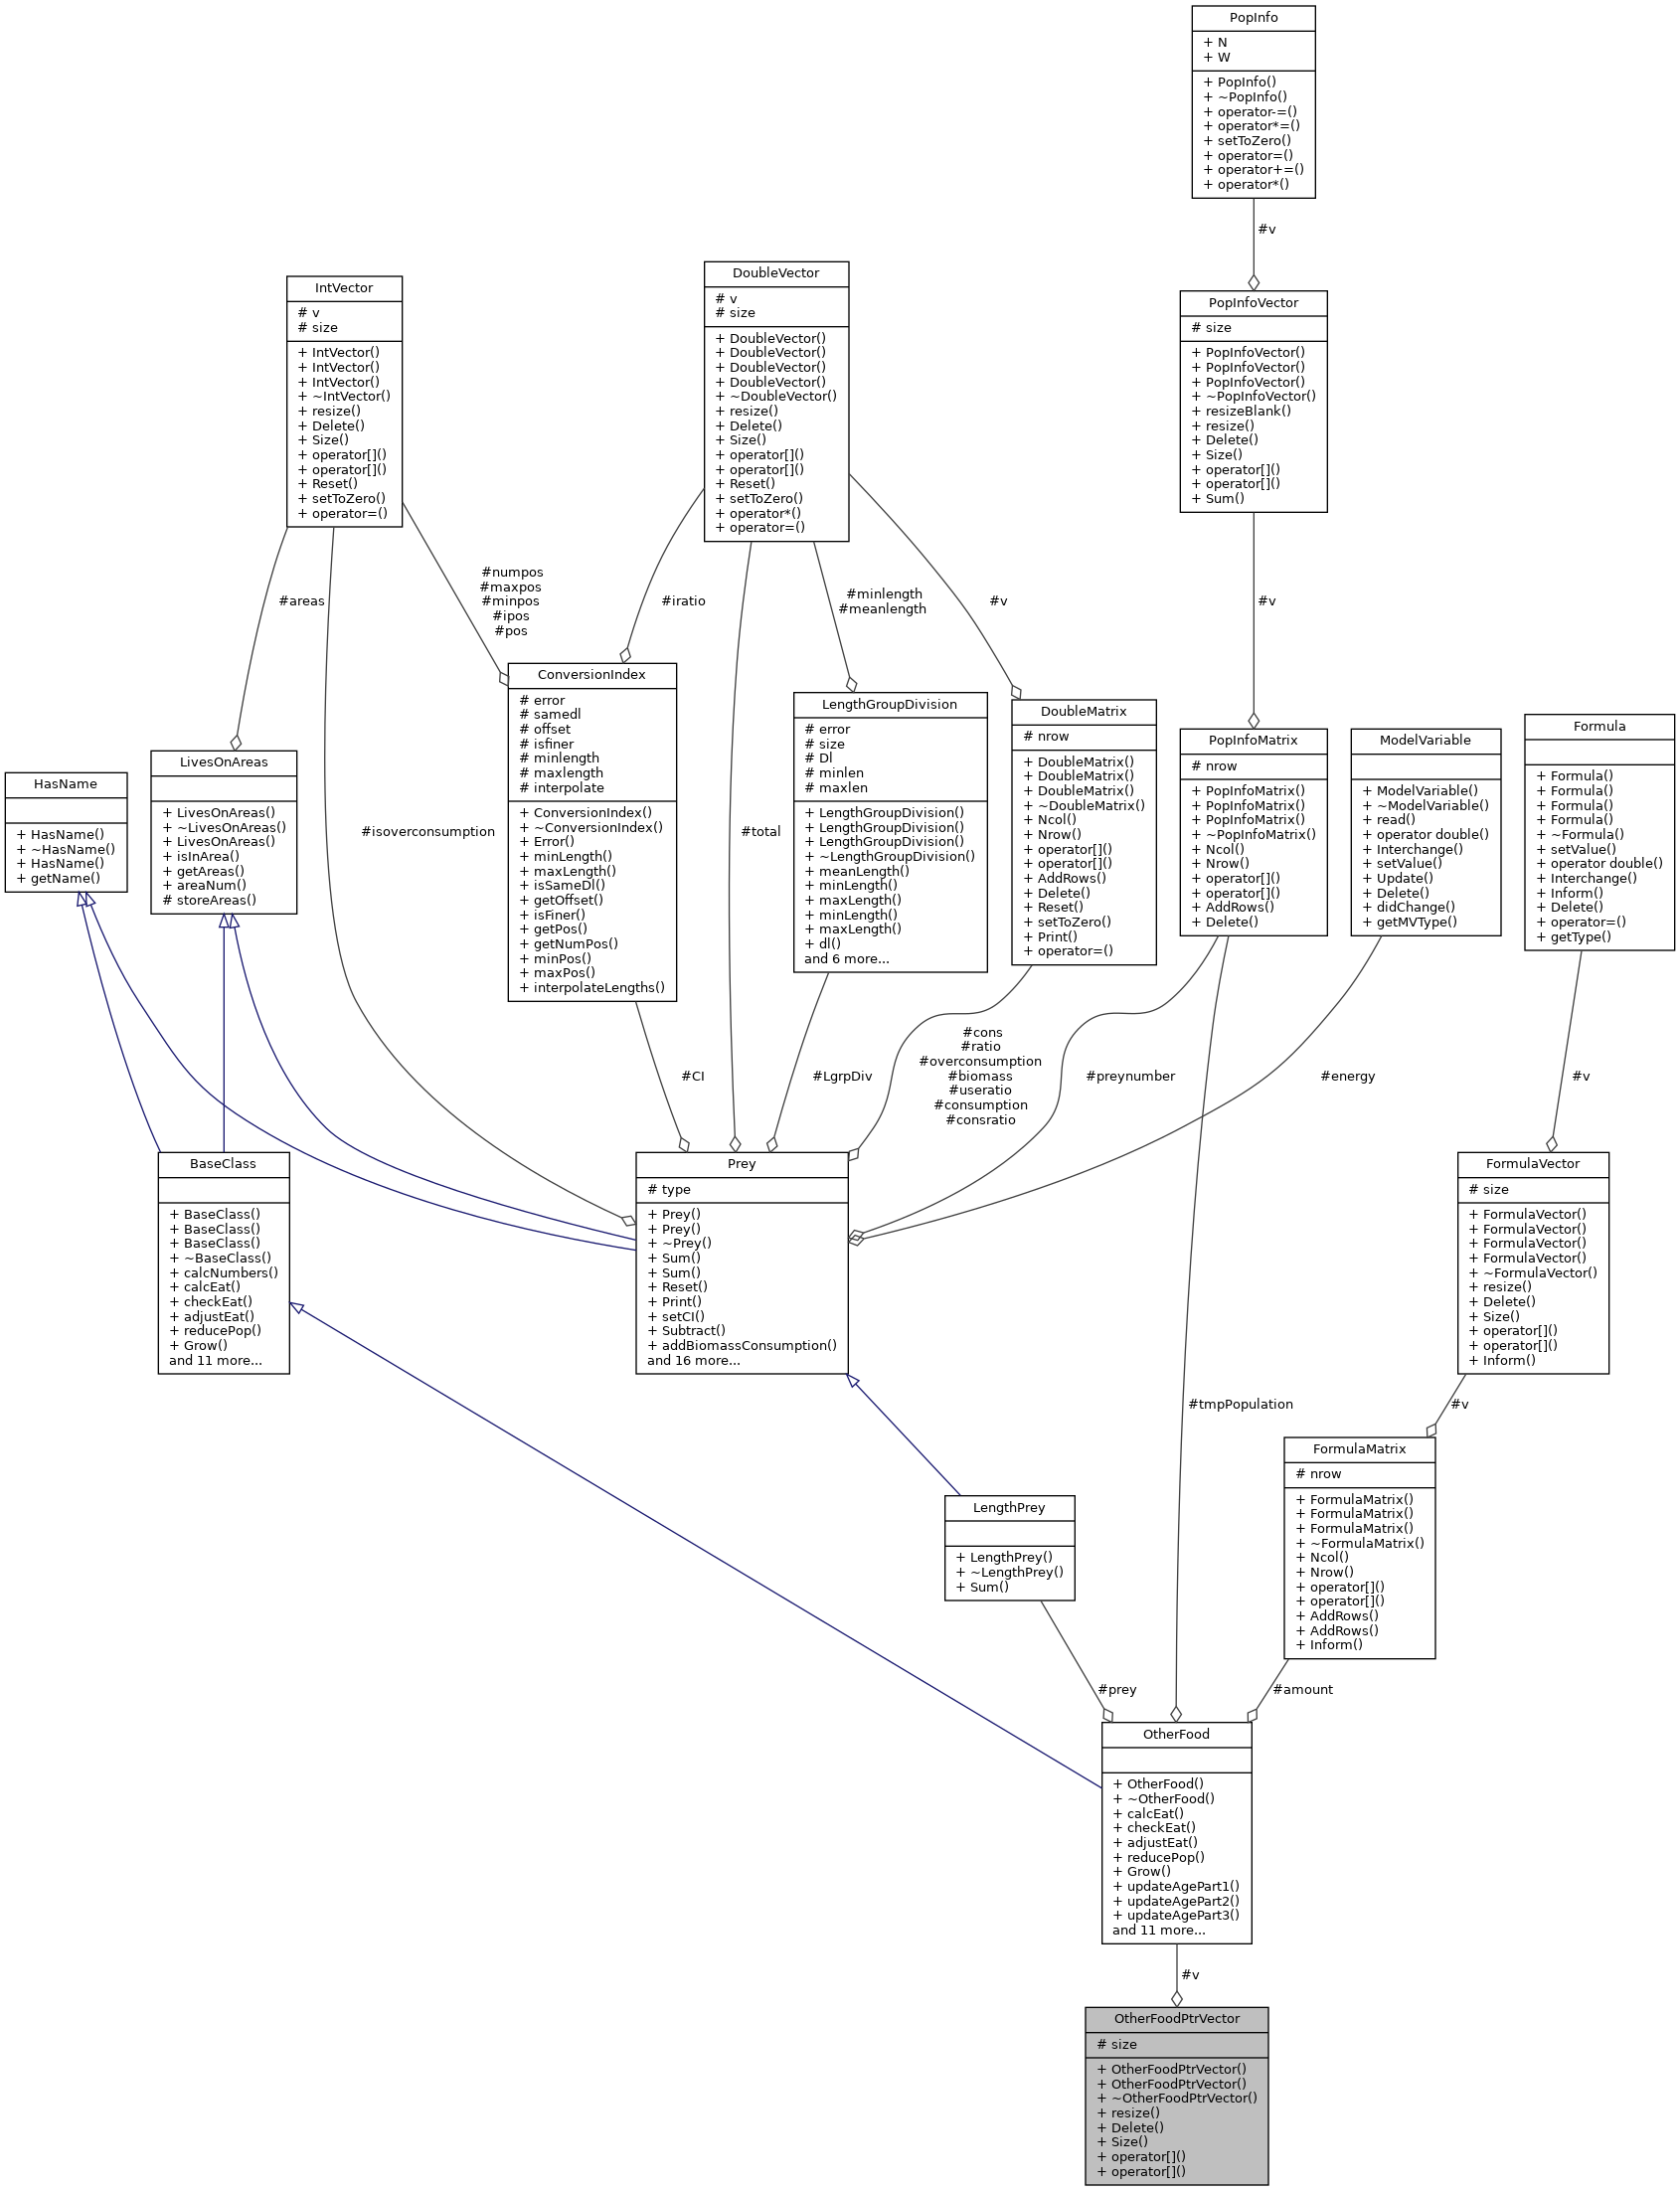 PopInfo
+ N
+ W
+ PopInfo()
+ ~PopInfo()
+ operator-=()
+ operator*=()
+ setToZero()
+ operator=()
+ operator+=()
+ operator*()
#v
IntVector
# v
# size
+ IntVector()
+ IntVector()
+ IntVector()
+ ~IntVector()
+ resize()
+ Delete()
+ Size()
+ operator[]()
+ operator[]()
+ Reset()
+ setToZero()
+ operator=()
DoubleVector
# v
# size
+ DoubleVector()
+ DoubleVector()
+ DoubleVector()
+ DoubleVector()
+ ~DoubleVector()
+ resize()
+ Delete()
+ Size()
+ operator[]()
+ operator[]()
+ Reset()
+ setToZero()
+ operator*()
+ operator=()
PopInfoVector
# size
+ PopInfoVector()
+ PopInfoVector()
+ PopInfoVector()
+ ~PopInfoVector()
+ resizeBlank()
+ resize()
+ Delete()
+ Size()
+ operator[]()
+ operator[]()
+ Sum()
#areas
#numpos
#maxpos
#minpos
#ipos
#pos
#iratio
#minlength
#meanlength
#v
#v
HasName
+ HasName()
+ ~HasName()
+ HasName()
+ getName()
LivesOnAreas
+ LivesOnAreas()
+ ~LivesOnAreas()
+ LivesOnAreas()
+ isInArea()
+ getAreas()
+ areaNum()
# storeAreas()
#isoverconsumption
ConversionIndex
# error
# samedl
# offset
# isfiner
# minlength
# maxlength
# interpolate
+ ConversionIndex()
+ ~ConversionIndex()
+ Error()
+ minLength()
+ maxLength()
+ isSameDl()
+ getOffset()
+ isFiner()
+ getPos()
+ getNumPos()
+ minPos()
+ maxPos()
+ interpolateLengths()
#total
LengthGroupDivision
# error
# size
# Dl
# minlen
# maxlen
+ LengthGroupDivision()
+ LengthGroupDivision()
+ LengthGroupDivision()
+ ~LengthGroupDivision()
+ meanLength()
+ minLength()
+ maxLength()
+ minLength()
+ maxLength()
+ dl()
and 6 more...
DoubleMatrix
# nrow
+ DoubleMatrix()
+ DoubleMatrix()
+ DoubleMatrix()
+ ~DoubleMatrix()
+ Ncol()
+ Nrow()
+ operator[]()
+ operator[]()
+ AddRows()
+ Delete()
+ Reset()
+ setToZero()
+ Print()
+ operator=()
PopInfoMatrix
# nrow
+ PopInfoMatrix()
+ PopInfoMatrix()
+ PopInfoMatrix()
+ ~PopInfoMatrix()
+ Ncol()
+ Nrow()
+ operator[]()
+ operator[]()
+ AddRows()
+ Delete()
ModelVariable
+ ModelVariable()
+ ~ModelVariable()
+ read()
+ operator double()
+ Interchange()
+ setValue()
+ Update()
+ Delete()
+ didChange()
+ getMVType()
Formula
+ Formula()
+ Formula()
+ Formula()
+ Formula()
+ ~Formula()
+ setValue()
+ operator double()
+ Interchange()
+ Inform()
+ Delete()
+ operator=()
+ getType()
#CI
#LgrpDiv
#cons
#ratio
#overconsumption
#biomass
#useratio
#consumption
#consratio
#preynumber
#energy
#v
BaseClass
+ BaseClass()
+ BaseClass()
+ BaseClass()
+ ~BaseClass()
+ calcNumbers()
+ calcEat()
+ checkEat()
+ adjustEat()
+ reducePop()
+ Grow()
and 11 more...
Prey
# type
+ Prey()
+ Prey()
+ ~Prey()
+ Sum()
+ Sum()
+ Reset()
+ Print()
+ setCI()
+ Subtract()
+ addBiomassConsumption()
and 16 more...
FormulaVector
# size
+ FormulaVector()
+ FormulaVector()
+ FormulaVector()
+ FormulaVector()
+ ~FormulaVector()
+ resize()
+ Delete()
+ Size()
+ operator[]()
+ operator[]()
+ Inform()
#tmpPopulation
#v
LengthPrey
+ LengthPrey()
+ ~LengthPrey()
+ Sum()
FormulaMatrix
# nrow
+ FormulaMatrix()
+ FormulaMatrix()
+ FormulaMatrix()
+ ~FormulaMatrix()
+ Ncol()
+ Nrow()
+ operator[]()
+ operator[]()
+ AddRows()
+ AddRows()
+ Inform()
#prey
#amount
OtherFood
+ OtherFood()
+ ~OtherFood()
+ calcEat()
+ checkEat()
+ adjustEat()
+ reducePop()
+ Grow()
+ updateAgePart1()
+ updateAgePart2()
+ updateAgePart3()
and 11 more...
#v
OtherFoodPtrVector
# size
+ OtherFoodPtrVector()
+ OtherFoodPtrVector()
+ ~OtherFoodPtrVector()
+ resize()
+ Delete()
+ Size()
+ operator[]()
+ operator[]()